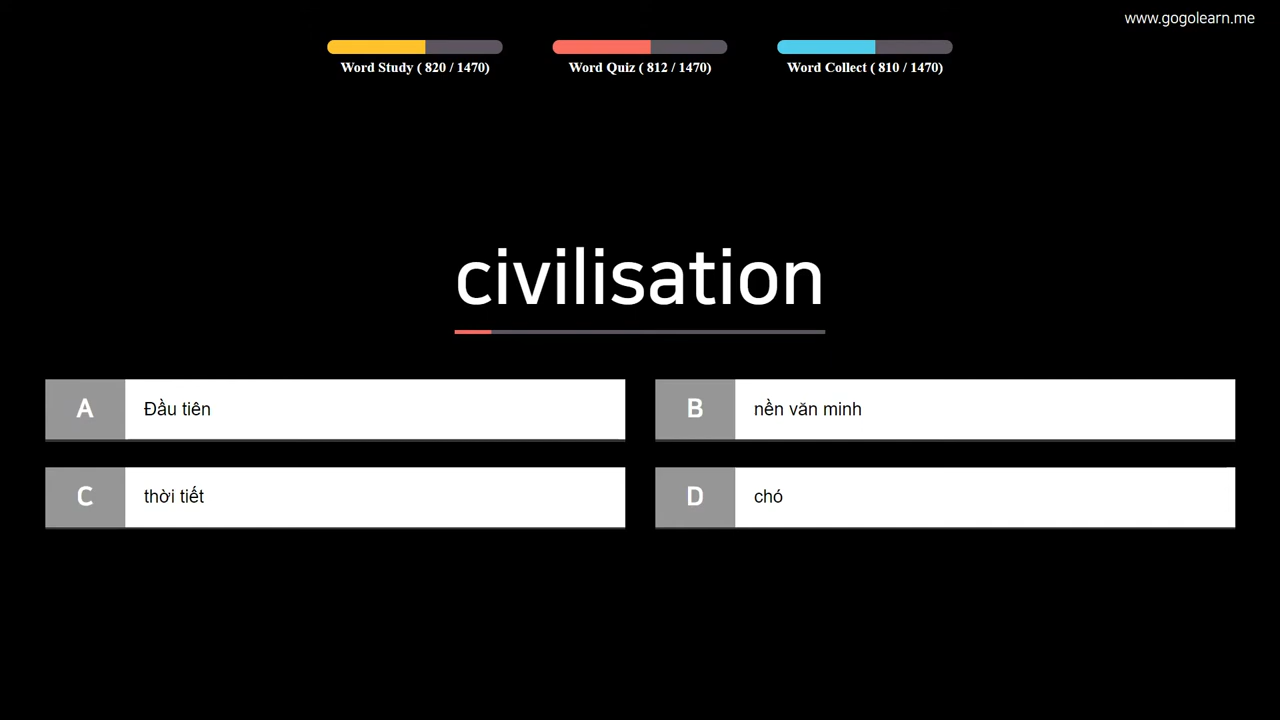 www.gogolearn.me
Word Study ( 820 / 1470)
Word Quiz ( 812 / 1470)
Word Collect ( 810 / 1470)
civilisation
A Đầu tiên
B nền văn minh
C thời tiết
D chó